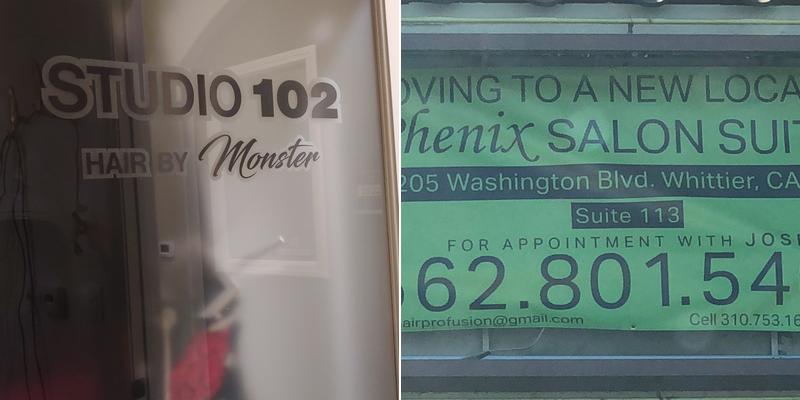 STUDIO 102
HAIR BY Monster
OVING TO A NEW LOCA
Phenix SALON SUIT
205 Washington Blvd. Whittier, CA
Suite 113
FOR APPOINTMENT WITH JOS
62.801.54
airprofusion@gmail.com Cell 310.753.16